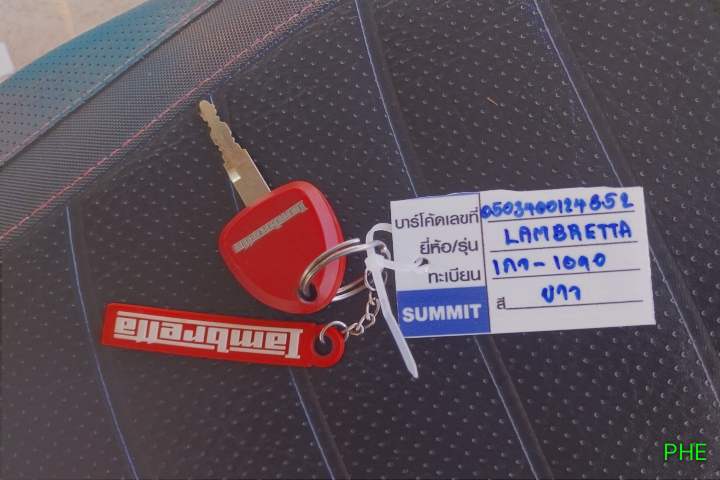 lambretta
lambretta
บาร์โค้ดเลขที่ 0503400124852
ยี่ห้อ/รุ่น LAMBRETTA
ทะเบียน 1กา-1090
SUMMIT สี ขาว
PHE